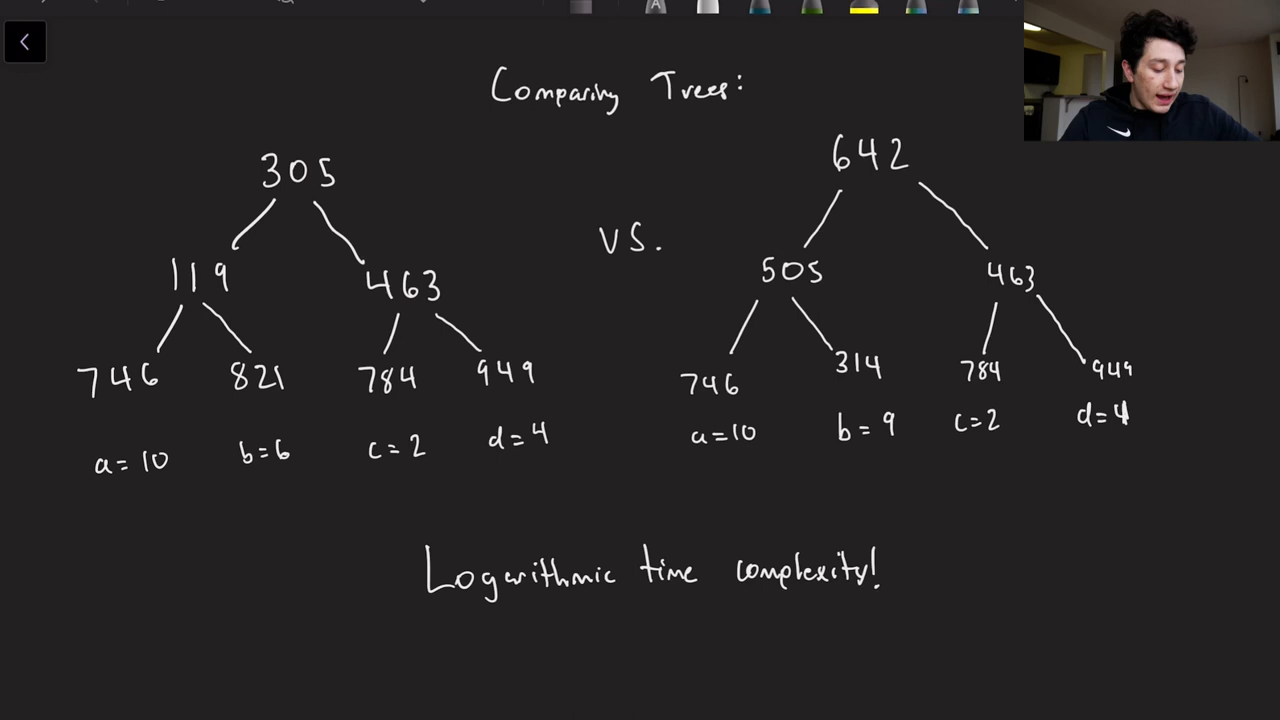 Comparing Trees:
305
642
VS.
119 463
505 463
746 821 784 949
746 314 784 949
a=10 b=6 c=2 d=4
a=10 b=9 c=2 d=4
Logarithmic time complexity!
A